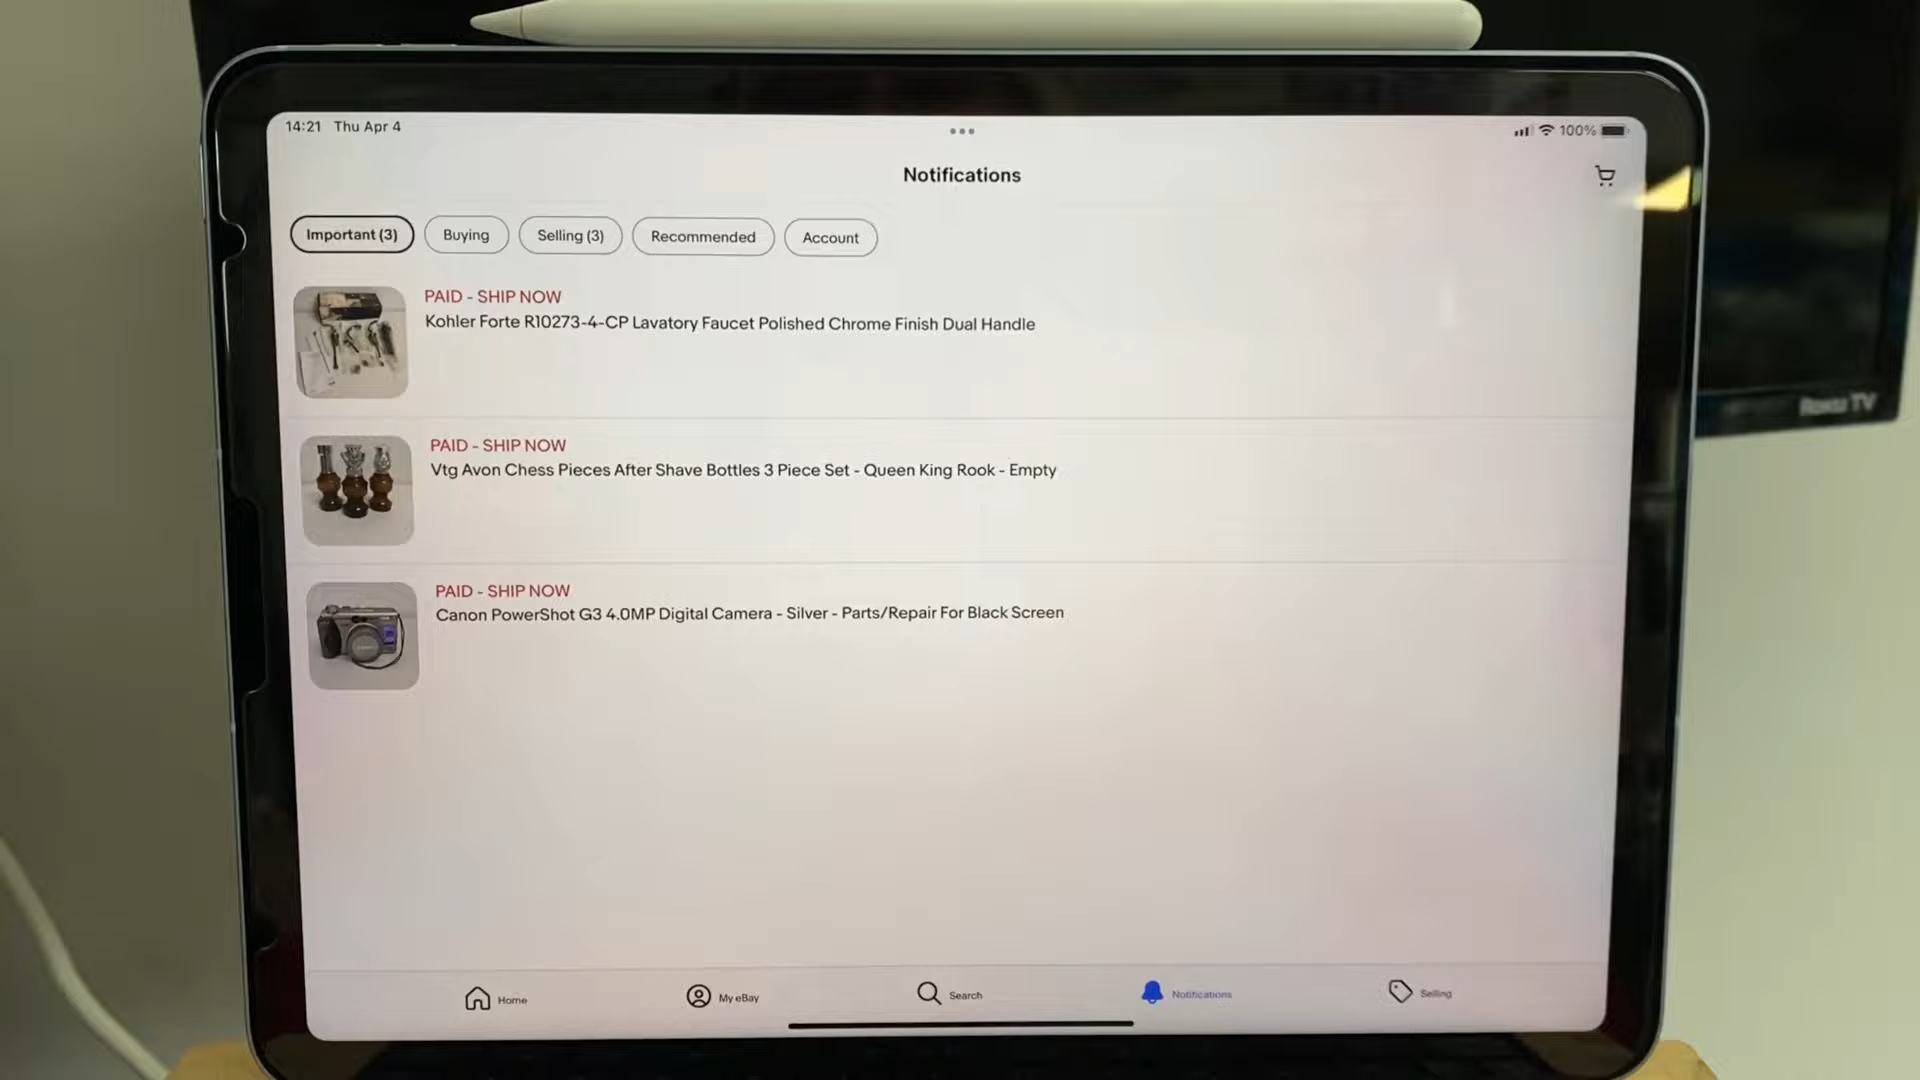 14:21 Thu Apr 4
100%
Notifications
Important (3)
Buying
Selling (3)
Recommended
Account
PAID - SHIP NOW
Kohler Forte R10273-4-CP Lavatory Faucet Polished Chrome Finish Dual Handle
PAID - SHIP NOW
Vtg Avon Chess Pieces After Shave Bottles 3 Piece Set - Queen King Rook - Empty
PAID - SHIP NOW
Canon PowerShot G3 4.0MP Digital Camera - Silver - Parts/Repair For Black Screen
Home
My eBay
Search
Notifications
Selling
Roku TV